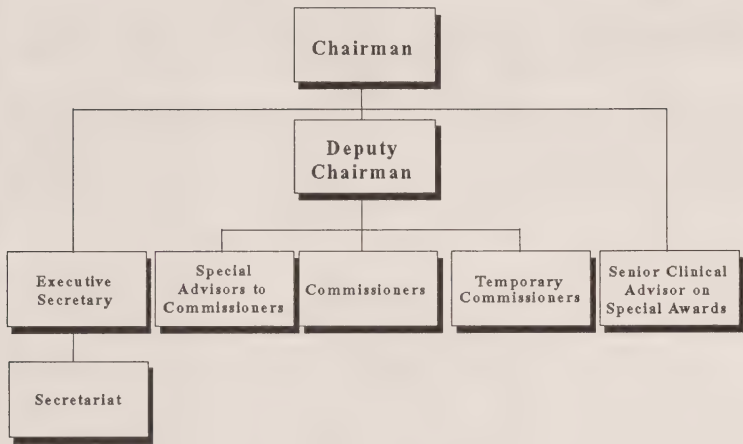 Chairman
Deputy
Chairman
Executive
Secretary
Special
Advisors to
Commissioners
Commissioners
Temporary
Commissioners
Senior Clinical
Advisor on
Special Awards
Secretariat